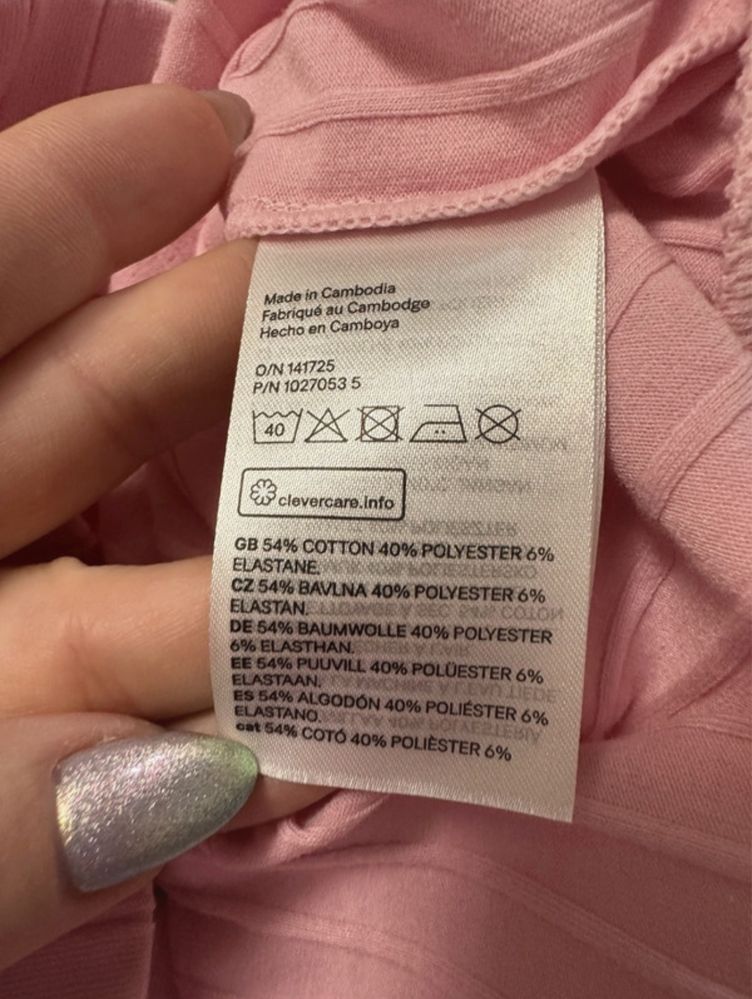 Made in Cambodia
Fabriqué au Cambodge
Hecho en Camboya
O/N 141725
P/N 1027053 5
40
clevercare.info
GB 54% COTTON 40% POLYESTER 6%
ELASTANE.
CZ 54% BAVLNA 40% POLYESTER 6%
ELASTAN.
DE 54% BAUMWOLLE 40% POLYESTER
6% ELASTHAN.
EE 54% PUUVILL 40% POLÜESTER 6%
ELASTAAN.
ES 54% ALGODÓN 40% POLIÉSTER 6%
ELASTANO.
cat 54% COTÓ 40% POLIÈSTER 6%